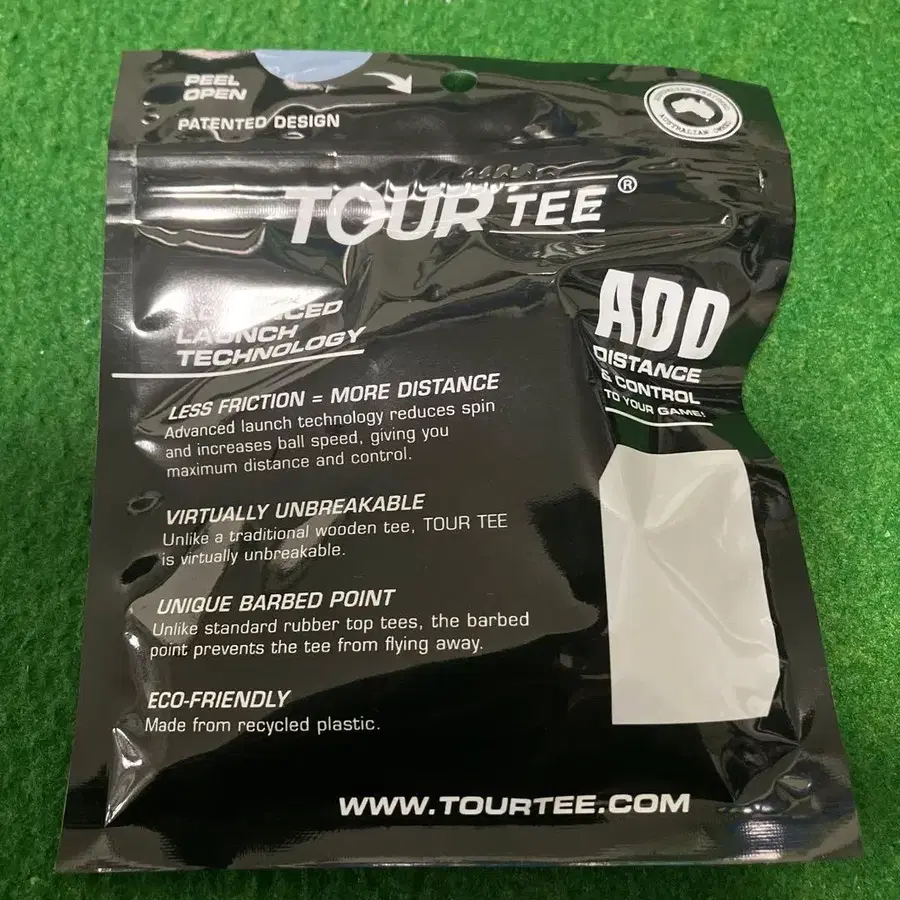 PEEL
OPEN
PATENTED DESIGN
AUSTRALIAN OWNED
TOUR TEE®
ADVANCED
LAUNCH
TECHNOLOGY
ADD
DISTANCE
& CONTROL
TO YOUR GAME!
LESS FRICTION = MORE DISTANCE
Advanced launch technology reduces spin
and increases ball speed, giving you
maximum distance and control.
VIRTUALLY UNBREAKABLE
Unlike a traditional wooden tee, TOUR TEE
is virtually unbreakable.
UNIQUE BARBED POINT
Unlike standard rubber top tees, the barbed
point prevents the tee from flying away.
ECO-FRIENDLY
Made from recycled plastic.
WWW.TOURTEE.COM